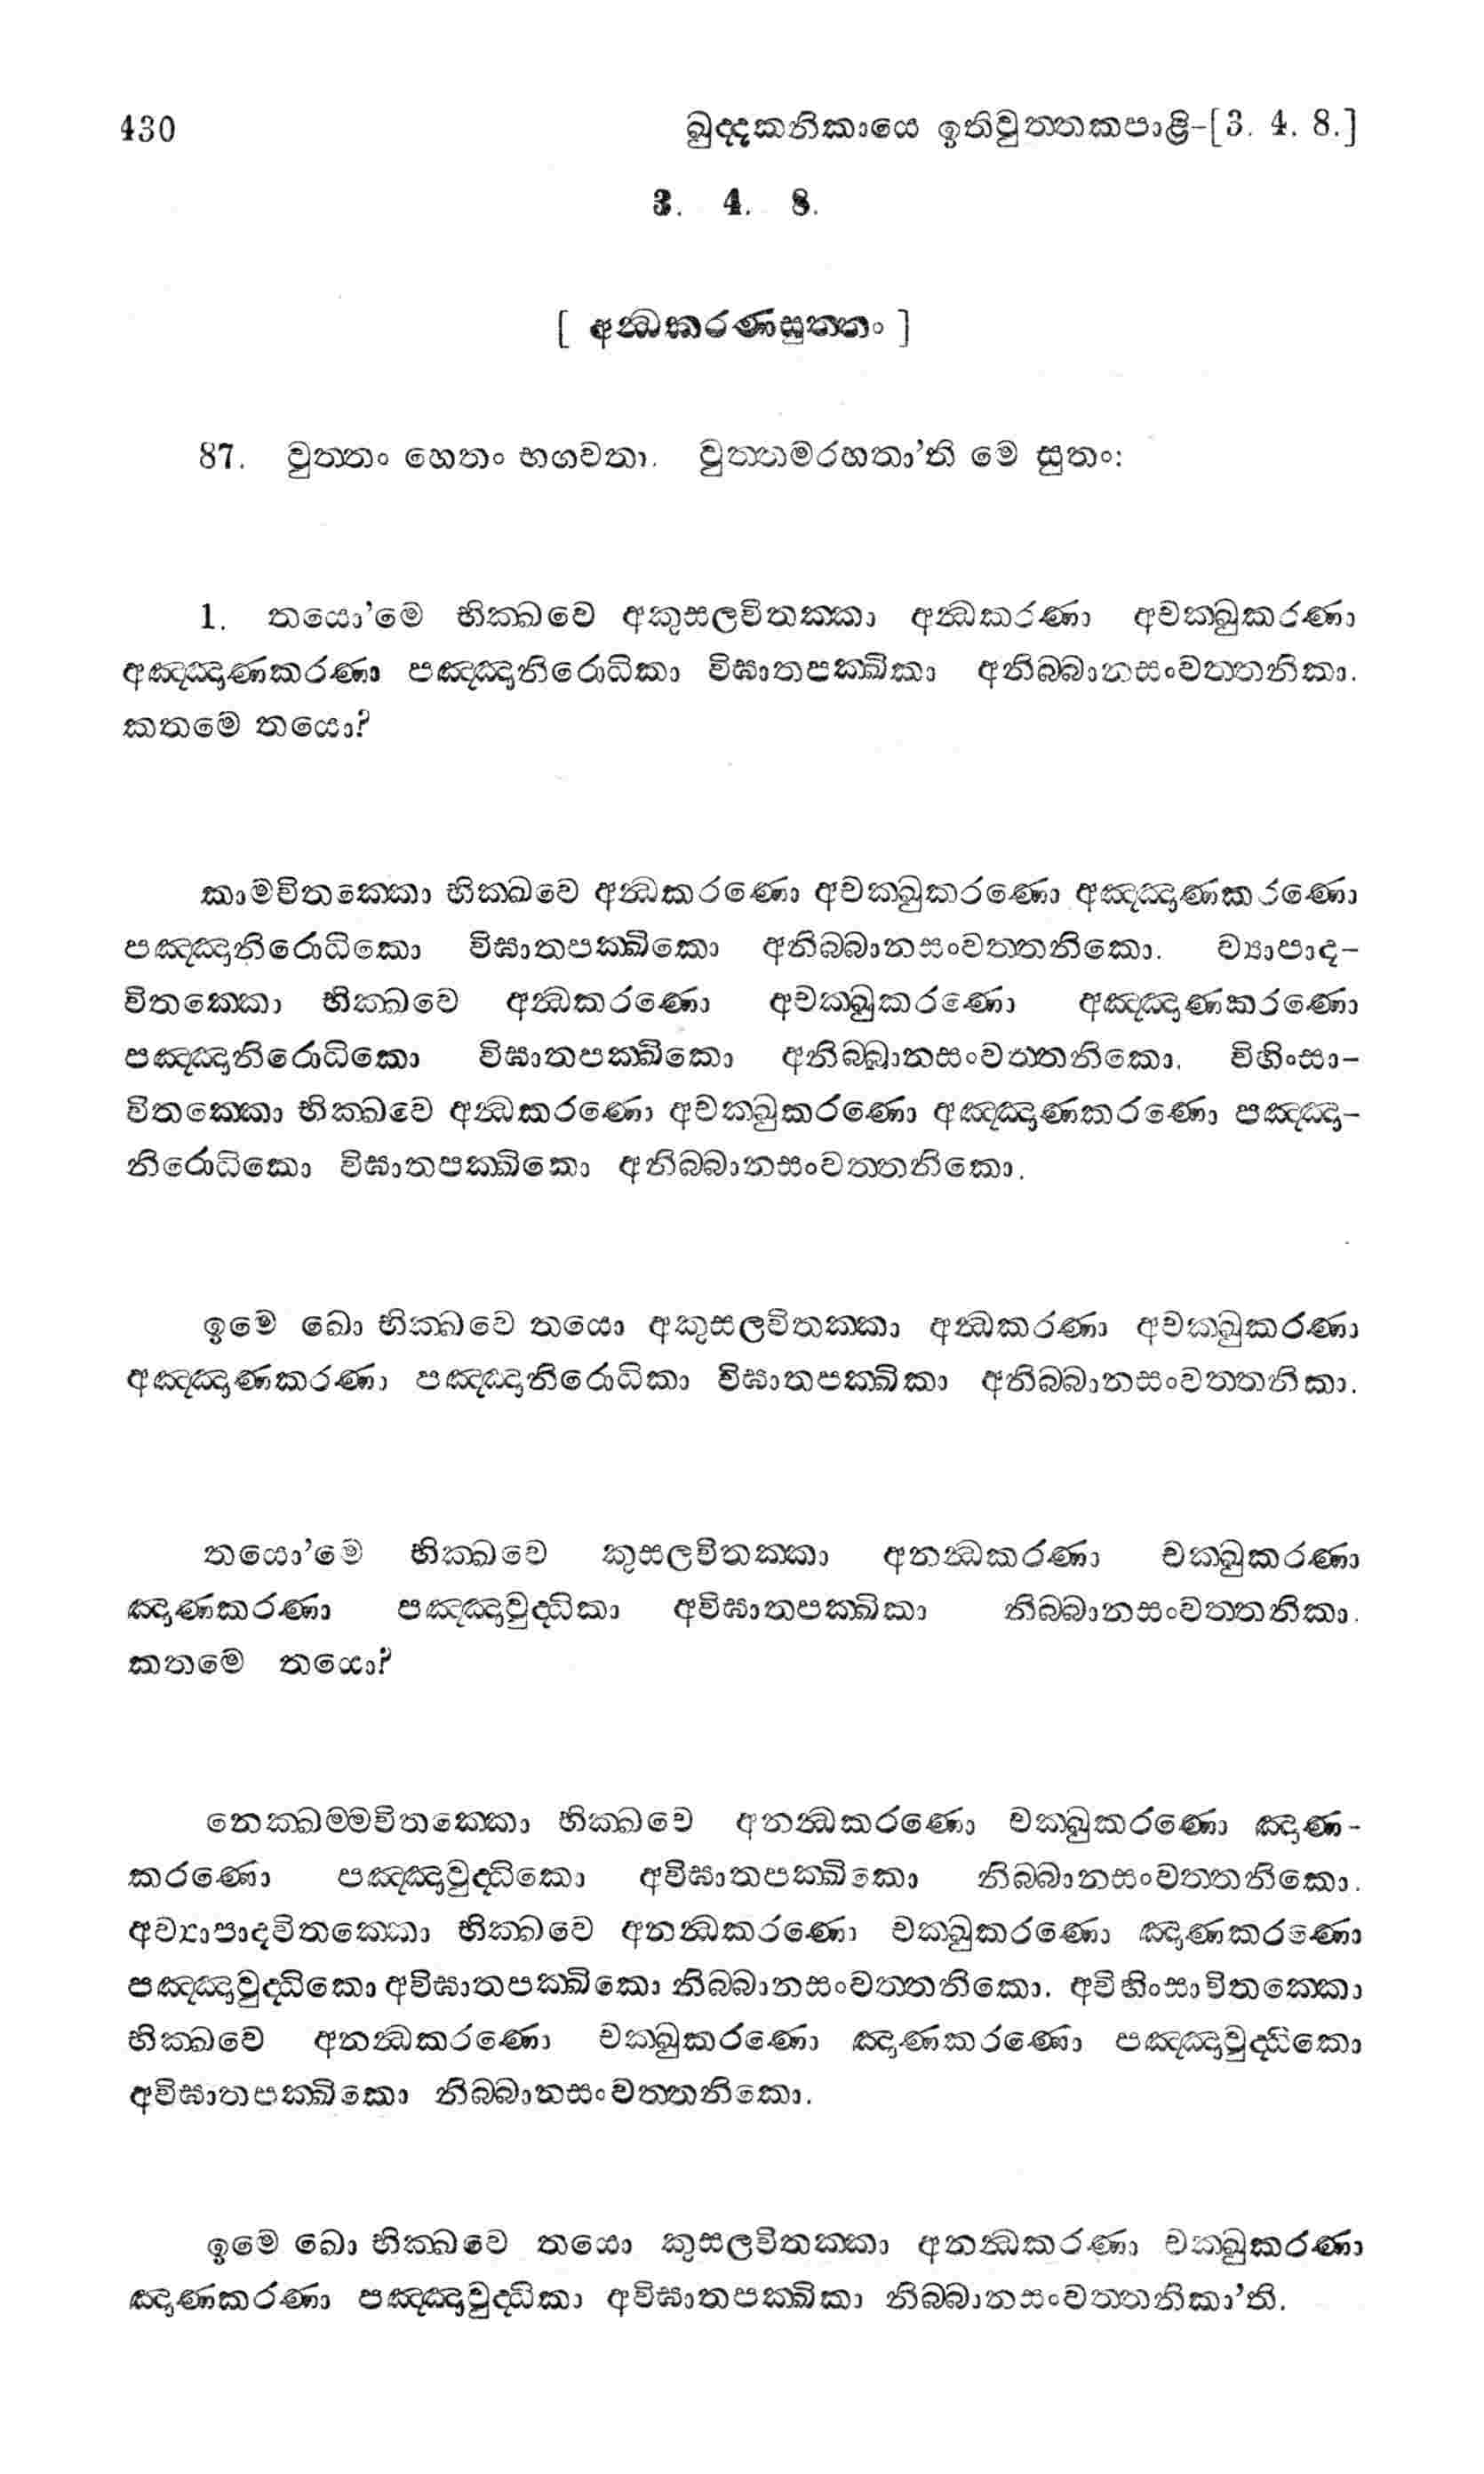 430 ඛුද්දකනිකායෙ ඉතිවුත්තකපාළි-[3. 4. 8.]
3. 4. 8.
[ අන්ධකරණසුත්තං ]
87. වුත්තං හෙතං භගවතා. වුත්තමරහතා’ති මෙ සුතං:
1. තයො’මෙ භික්ඛවෙ අකුසලවිතක්කා අන්ධකරණා අචක්ඛුකරණා
අඤ්ඤාණකරණා පඤ්ඤානිරොධිකා විඝාතපක්ඛිකා අනිබ්බානසංවත්තනිකා.
කතමෙ තයො?
කාමවිතක්කො භික්ඛවෙ අන්ධකරණො අචක්ඛුකරණො අඤ්ඤාණකරණො
පඤ්ඤානිරොධිකො විඝාතපක්ඛිකො අනිබ්බානසංවත්තනිකො. ව්‍යාපාද-
විතක්කො භික්ඛවෙ අන්ධකරණො අචක්ඛුකරණො අඤ්ඤාණකරණො
පඤ්ඤානිරොධිකො විඝාතපක්ඛිකො අනිබ්බානසංවත්තනිකො. විහිංසා-
විතක්කො භික්ඛවෙ අන්ධකරණො අචක්ඛුකරණො අඤ්ඤාණකරණො පඤ්ඤා-
නිරොධිකො විඝාතපක්ඛිකො අනිබ්බානසංවත්තනිකො.
ඉමෙ ඛො භික්ඛවෙ තයො අකුසලවිතක්කා අන්ධකරණා අචක්ඛුකරණා
අඤ්ඤාණකරණා පඤ්ඤානිරොධිකා විඝාතපක්ඛිකා අනිබ්බානසංවත්තනිකා.
තයො’මෙ භික්ඛවෙ කුසලවිතක්කා අනන්ධකරණා චක්ඛුකරණා
ඤාණකරණා පඤ්ඤාවුද්ධිකා අවිඝාතපක්ඛිකා නිබ්බානසංවත්තනිකා.
කතමෙ තයො?
නෙක්ඛම්මවිතක්කො භික්ඛවෙ අනන්ධකරණො චක්ඛුකරණො ඤාණ-
කරණො පඤ්ඤාවුද්ධිකො අවිඝාතපක්ඛිකො නිබ්බානසංවත්තනිකො.
අව්‍යාපාදවිතක්කො භික්ඛවෙ අනන්ධකරණො චක්ඛුකරණො ඤාණකරණො
පඤ්ඤාවුද්ධිකො අවිඝාතපක්ඛිකො නිබ්බානසංවත්තනිකො. අවිහිංසාවිතක්කො
භික්ඛවෙ අනන්ධකරණො චක්ඛුකරණො ඤාණකරණො පඤ්ඤාවුද්ධිකො
අවිඝාතපක්ඛිකො නිබ්බානසංවත්තනිකො.
ඉමෙ ඛො භික්ඛවෙ තයො කුසලවිතක්කා අනන්ධකරණා චක්ඛුකරණා
ඤාණකරණා පඤ්ඤාවුද්ධිකා අවිඝාතපක්ඛිකා නිබ්බානසංවත්තනිකා’ති.